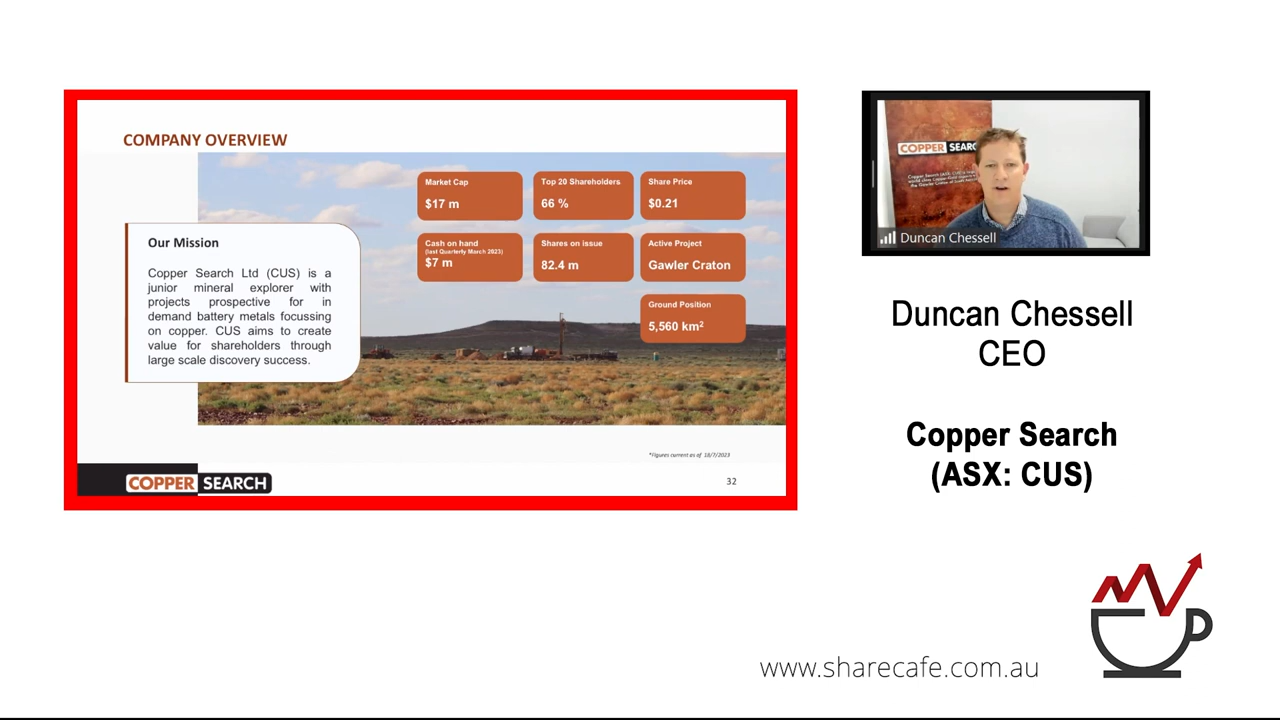 COMPANY OVERVIEW
Market Cap
$17 m
Top 20 Shareholders
66 %
Share Price
$0.21
Cash on hand
(last Quarterly March 2023)
$7 m
Shares on issue
82.4 m
Active Project
Gawler Craton
Ground Position
5,560 km²
Our Mission
Copper Search Ltd (CUS) is a
junior mineral explorer with
projects prospective for in
demand battery metals focussing
on copper. CUS aims to create
value for shareholders through
large scale discovery success.
*Figures current as of 18/7/2023
COPPER SEARCH
32
COPPER SEARC
Duncan Chessell
Duncan Chessell
CEO
Copper Search
(ASX: CUS)
www.sharecafe.com.au